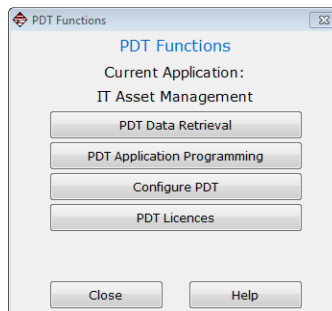 PDT Functions
PDT Functions
Current Application:
IT Asset Management
PDT Data Retrieval
PDT Application Programming
Configure PDT
PDT Licences
Close Help